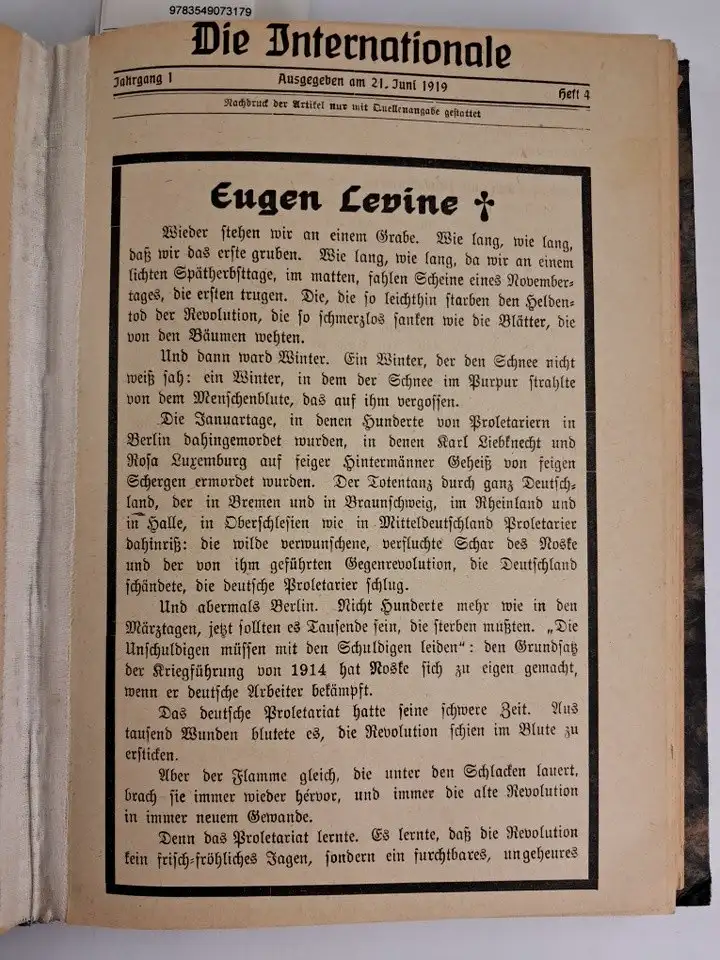 9783549073179
Die Internationale
Jahrgang 1
Ausgegeben am 21. Juni 1919
Heft 4
Nachdruck der Artikel nur mit Quellenangabe gestattet
Eugen Levine ✝
Wieder stehen wir an einem Grabe. Wie lang, wie lang,
daß wir das erste gruben. Wie lang, wie lang, da wir an einem
lichten Spätherbsttage, im matten, fahlen Scheine eines November-
tages, die ersten trugen. Die, die so leichthin starben den Helden-
tod der Revolution, die so schmerzlos sanken wie die Blätter, die
von den Bäumen wehten.
Und dann ward Winter. Ein Winter, der den Schnee nicht
weiß sah: ein Winter, in dem der Schnee im Purpur strahlte
von dem Menschenblute, das auf ihm vergossen.
Die Januartage, in denen Hunderte von Proletariern in
Berlin dahingemordet wurden, in denen Karl Liebknecht und
Rosa Luxemburg auf feiger Hintermänner Geheiß von feigen
Schergen ermordet wurden. Der Totentanz durch ganz Deutsch-
land, der in Bremen und in Braunschweig, im Rheinland und
in Halle, in Oberschlesien wie in Mitteldeutschland Proletarier
dahinriß: die wilde verwunschene, verfluchte Schar des Noske
und der von ihm geführten Gegenrevolution, die Deutschland
schändete, die deutsche Proletarier schlug.
Und abermals Berlin. Nicht Hunderte mehr wie in den
Märztagen, jetzt sollten es Tausende sein, die sterben mußten. „Die
Unschuldigen müssen mit den Schuldigen leiden“: den Grundsatz
der Kriegführung von 1914 hat Noske sich zu eigen gemacht,
wenn er deutsche Arbeiter bekämpft.
Das deutsche Proletariat hatte seine schwere Zeit. Aus
tausend Wunden blutete es, die Revolution schien im Blute zu
ersticken.
Aber der Flamme gleich, die unter den Schlacken lauert,
brach sie immer wieder hervor, und immer die alte Revolution
in immer neuem Gewande.
Denn das Proletariat lernte. Es lernte, daß die Revolution
kein frisch-fröhliches Jagen, sondern ein furchtbares, ungeheures